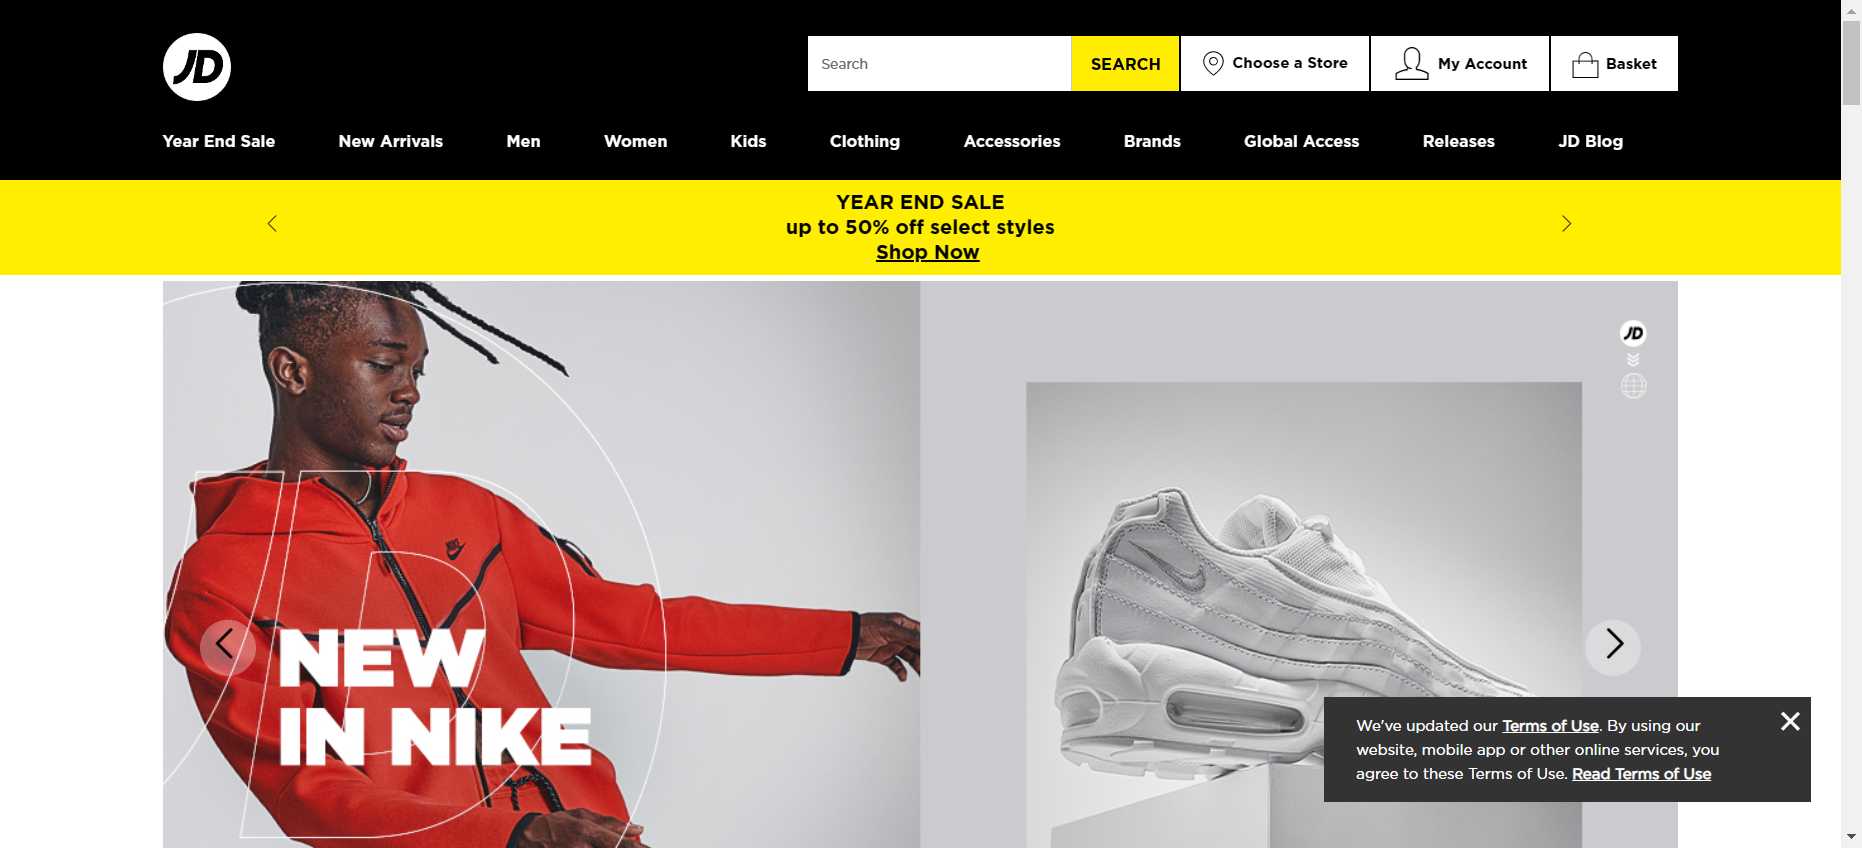 JD
Search
SEARCH
Choose a Store
My Account
Basket
Year End Sale
New Arrivals
Men
Women
Kids
Clothing
Accessories
Brands
Global Access
Releases
JD Blog
YEAR END SALE
up to 50% off select styles
Shop Now
JD
NEW
IN NIKE
We've updated our Terms of Use. By using our
website, mobile app or other online services, you
agree to these Terms of Use. Read Terms of Use